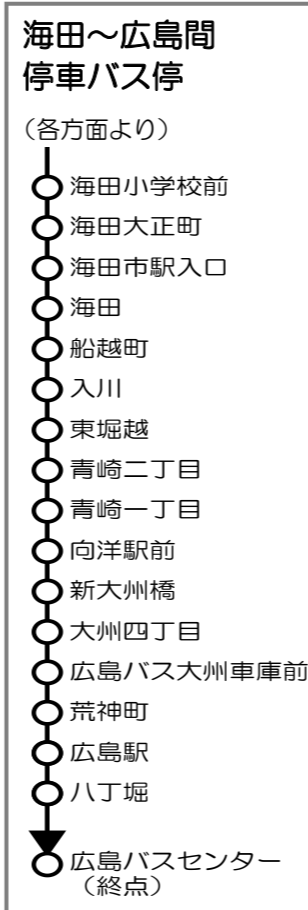 海田～広島間
停車バス停
（各方面より）
海田小学校前
海田大正町
海田市駅入口
海田
船越町
入川
東堀越
青崎二丁目
青崎一丁目
向洋駅前
新大州橋
大州四丁目
広島バス大州車庫前
荒神町
広島駅
八丁堀
広島バスセンター
（終点）